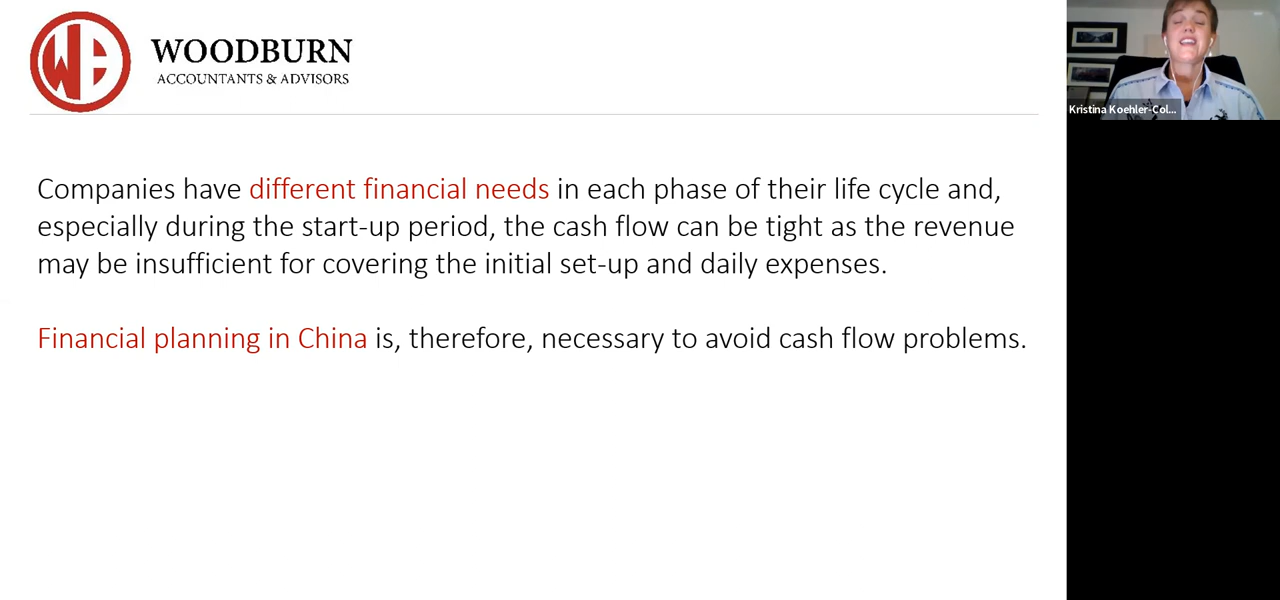 WB
WOODBURN
ACCOUNTANTS & ADVISORS
Kristina Koehler-Col...
Companies have different financial needs in each phase of their life cycle and,
especially during the start-up period, the cash flow can be tight as the revenue
may be insufficient for covering the initial set-up and daily expenses.
Financial planning in China is, therefore, necessary to avoid cash flow problems.